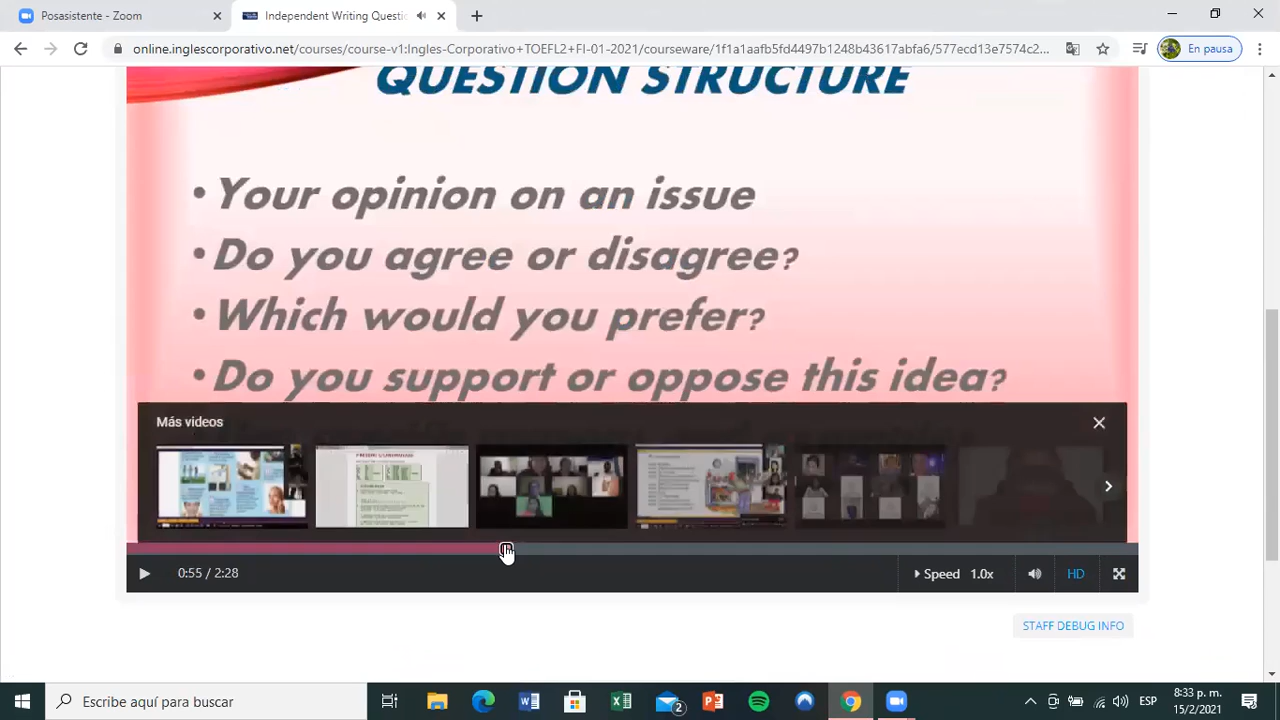 Posasistente - Zoom
Independent Writing Questi
online.inglescorporativo.net/courses/course-v1:Ingles-Corporativo+TOEFL2+FI-01-2021/courseware/1f1a1aafb5fd4497b1248b43617abfa6/577ecd13e7574c2...
En pausa
QUESTION STRUCTURE
• Your opinion on an issue
• Do you agree or disagree?
• Which would you prefer?
• Do you support or oppose this idea?
Más videos
0:55 / 2:28
Speed 1.0x
HD
STAFF DEBUG INFO
Escribe aquí para buscar
2
ESP
8:33 p. m.
15/2/2021